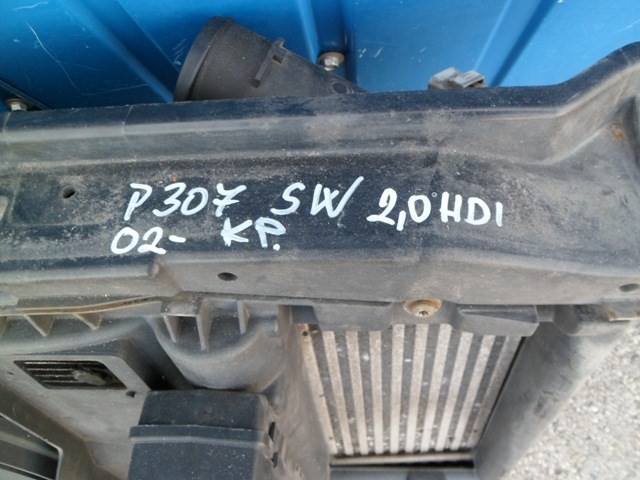 P307 SW 2,0HDI
02- KP.